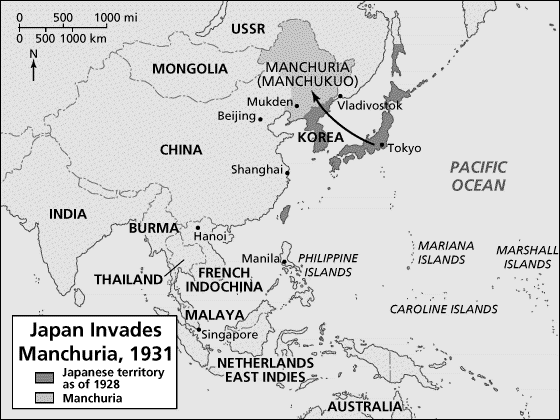 0 500 1000 mi
0 500 1000 km
N
USSR
MONGOLIA
MANCHURIA
(MANCHUKUO)
Mukden
Vladivostok
Beijing
KOREA
Tokyo
CHINA
Shanghai
PACIFIC
OCEAN
INDIA
BURMA
Hanoi
Manila
PHILIPPINE
ISLANDS
MARIANA
ISLANDS
MARSHALL
ISLANDS
THAILAND
FRENCH
INDOCHINA
CAROLINE ISLANDS
MALAYA
Singapore
NETHERLANDS
EAST INDIES
AUSTRALIA
Japan Invades
Manchuria, 1931
Japanese territory
as of 1928
Manchuria